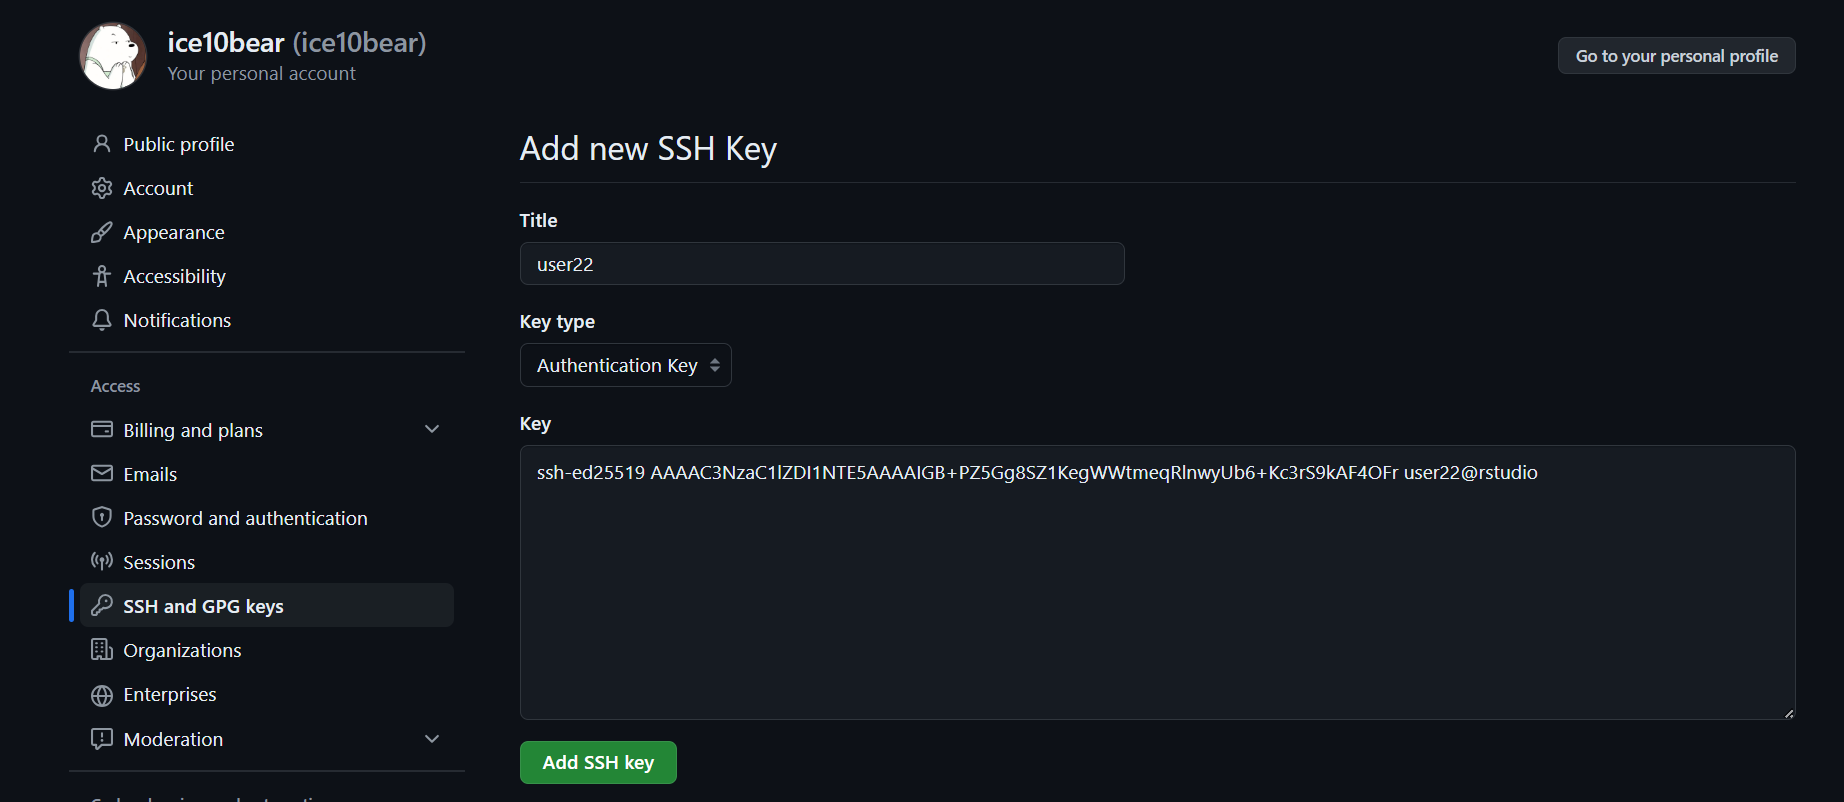 ice10bear (ice10bear)
Your personal account
Go to your personal profile
Public profile
Account
Appearance
Accessibility
Notifications
Access
Billing and plans
Emails
Password and authentication
Sessions
SSH and GPG keys
Organizations
Enterprises
Moderation
Add new SSH Key
Title
user22
Key type
Authentication Key
Key
ssh-ed25519 AAAAC3NzaC1lZDI1NTE5AAAAIGB+PZ5Gg8SZ1KegWWtmeqRlnwyUb6+Kc3rS9kAF4OFr user22@rstudio
Add SSH key